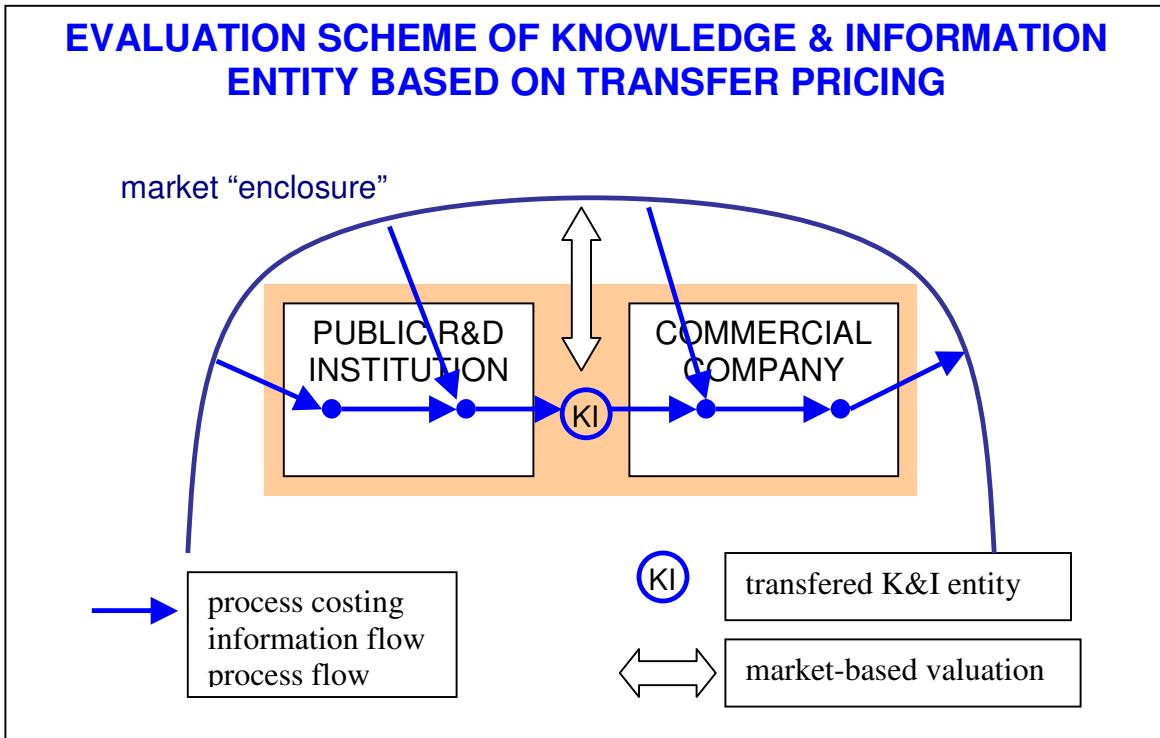 EVALUATION SCHEME OF KNOWLEDGE & INFORMATION
ENTITY BASED ON TRANSFER PRICING
market “enclosure”
PUBLIC R&D
INSTITUTION
COMMERCIAL
COMPANY
KI
process costing
information flow
process flow
KI
transfered K&I entity
market-based valuation